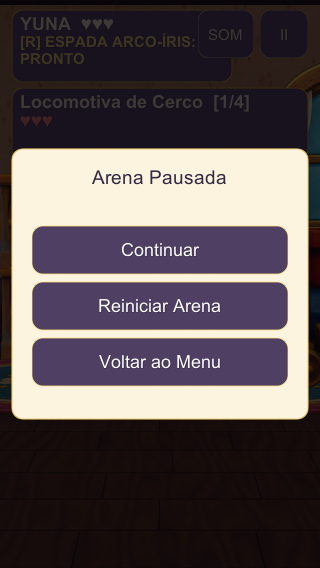 YUNA ♥♥♥
[R] ESPADA ARCO-ÍRIS:
PRONTO
SOM
II
Locomotiva de Cerco [1/4]
♥♥♥
Arena Pausada
Continuar
Reiniciar Arena
Voltar ao Menu